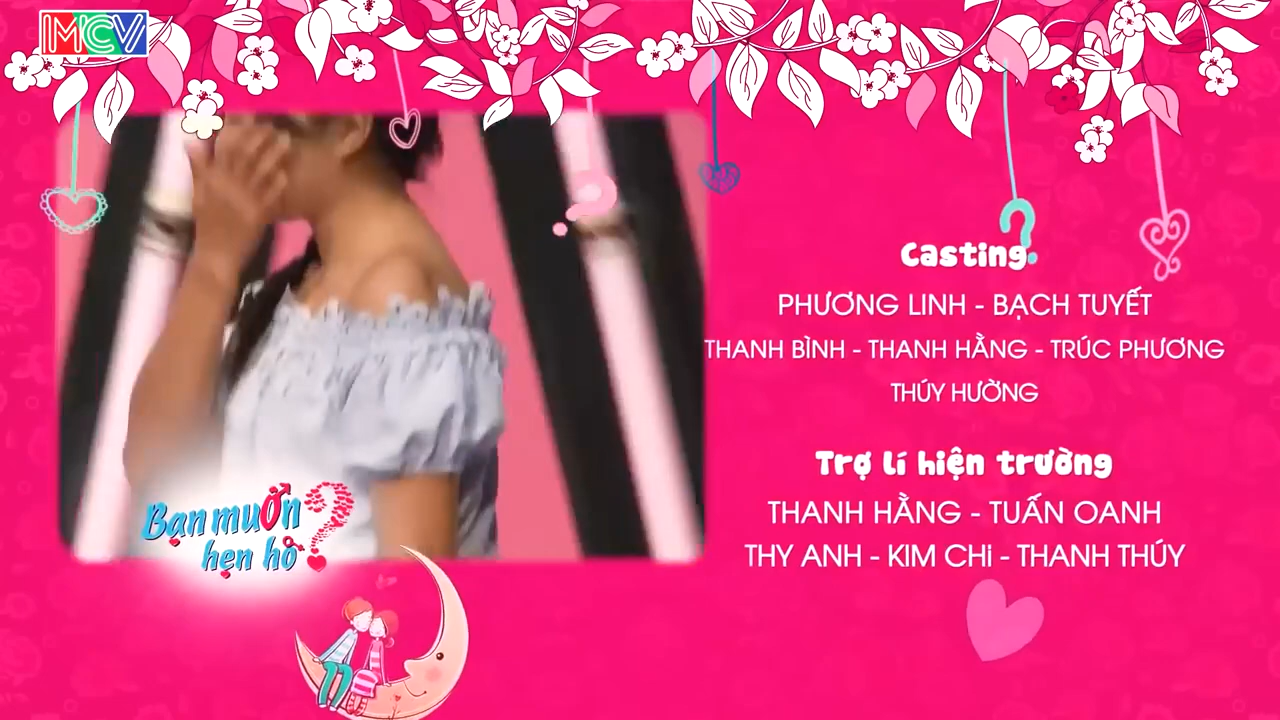 MCV
Casting
PHƯƠNG LINH - BẠCH TUYẾT
THANH BÌNH - THANH HẰNG - TRÚC PHƯƠNG
THÚY HƯỜNG
Trợ lí hiện trường
THANH HẰNG - TUẤN OANH
THY ANH - KIM CHi - THANH THÚY
Bạn muốn
hẹn hò?